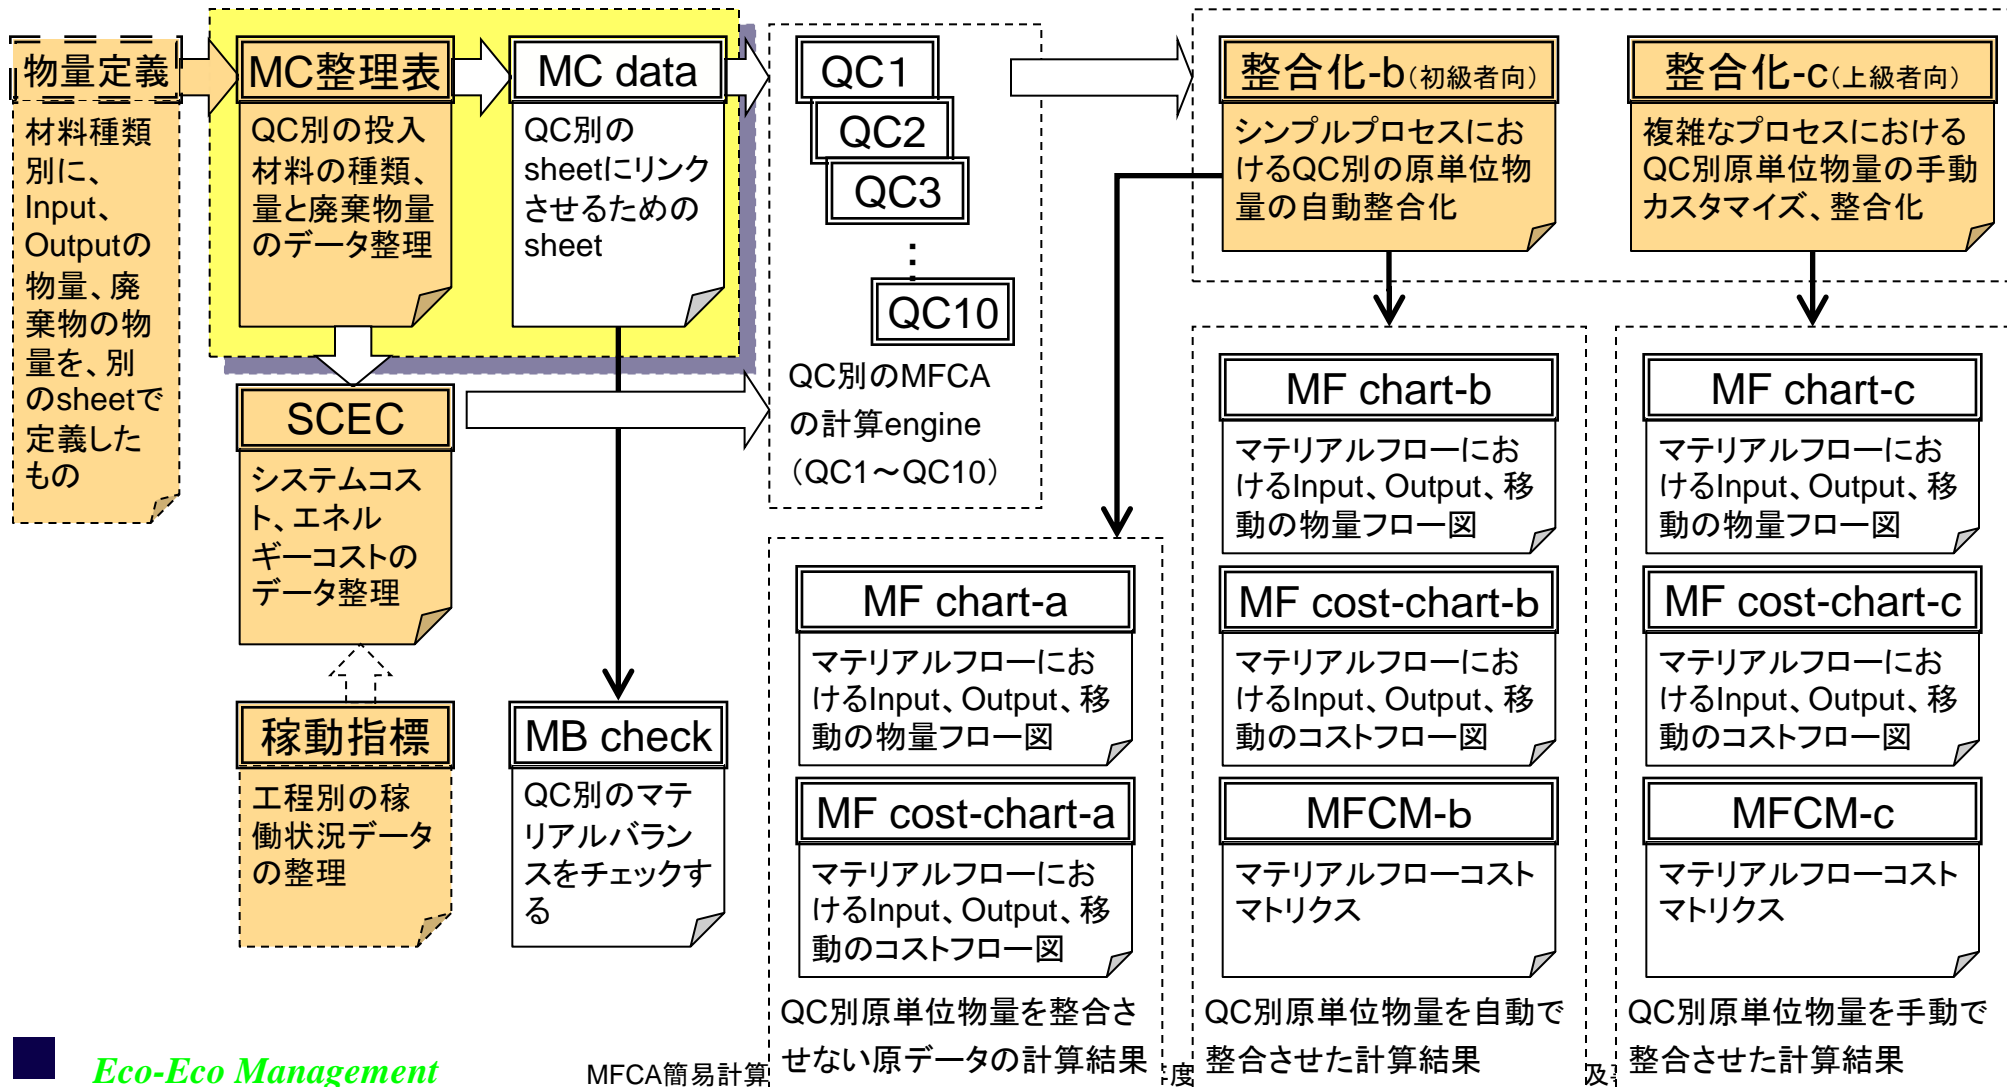 物量定義
材料種類
別に、
Input、
Outputの
物量、廃
棄物の物
量を、別
のsheetで
定義した
もの
MC整理表
QC別の投入
材料の種類、
量と廃棄物量
のデータ整理
MC data
QC別の
sheetにリンク
させるための
sheet
SCEC
システムコス
ト、エネル
ギーコストの
データ整理
稼動指標
工程別の稼
働状況データ
の整理
MB check
QC別のマテ
リアルバラン
スをチェックす
る
QC1
QC2
QC3
：
QC10
QC別のMFCA
の計算engine
（QC1～QC10）
整合化-b（初級者向）
シンプルプロセスにお
けるQC別の原単位物
量の自動整合化
整合化-c（上級者向）
複雑なプロセスにおける
QC別原単位物量の手動
カスタマイズ、整合化
MF chart-a
マテリアルフローにお
けるInput、Output、移
動の物量フロー図
MF cost-chart-a
マテリアルフローにお
けるInput、Output、移
動のコストフロー図
QC別原単位物量を整合さ
せない原データの計算結果
MF chart-b
マテリアルフローにお
けるInput、Output、移
動の物量フロー図
MF cost-chart-b
マテリアルフローにお
けるInput、Output、移
動のコストフロー図
MFCM-b
マテリアルフローコスト
マトリクス
QC別原単位物量を自動で
整合させた計算結果
MF chart-c
マテリアルフローにお
けるInput、Output、移
動の物量フロー図
MF cost-chart-c
マテリアルフローにお
けるInput、Output、移
動のコストフロー図
MFCM-c
マテリアルフローコスト
マトリクス
QC別原単位物量を手動で
整合させた計算結果
Eco-Eco Management
MFCA簡易計算 度 及